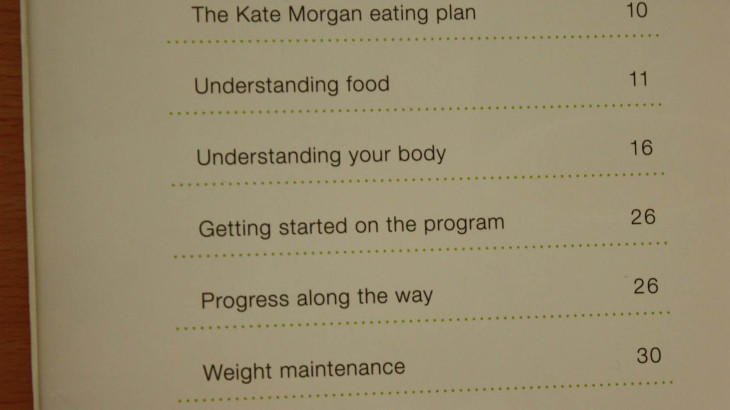 The Kate Morgan eating plan 10
Understanding food 11
Understanding your body 16
Getting started on the program 26
Progress along the way 26
Weight maintenance 30